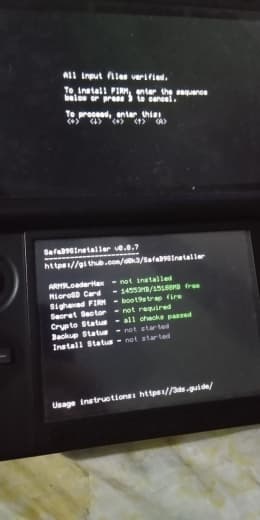 All input files verified.
To install FIRM, enter the sequence
below or press B to cancel.
To proceed, enter this:
<A>
SafeB9SInstaller v0.0.7
https://github.com/d0k3/SafeB9SInstaller
ARM9LoaderHax - not installed
MicroSD Card - 14553MB/15188MB free
Sighaxed FIRM - boot9strap firm
Secret Sector - not required
Crypto Status - all checks passed
Backup Status - not started
Install Status - not started
Usage instructions: https://3ds.guide/